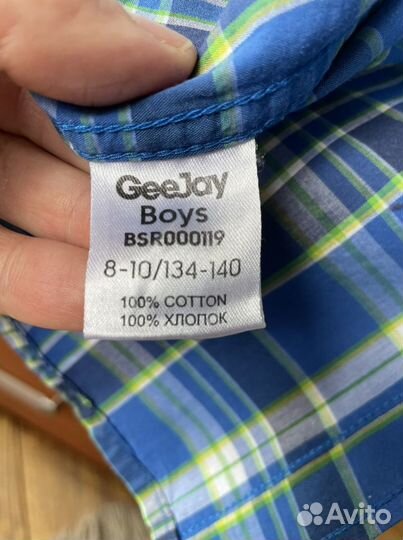 GeeJay
Boys
BSR000119
8-10/134-140
100% COTTON
100% ХЛОПОК
Avito